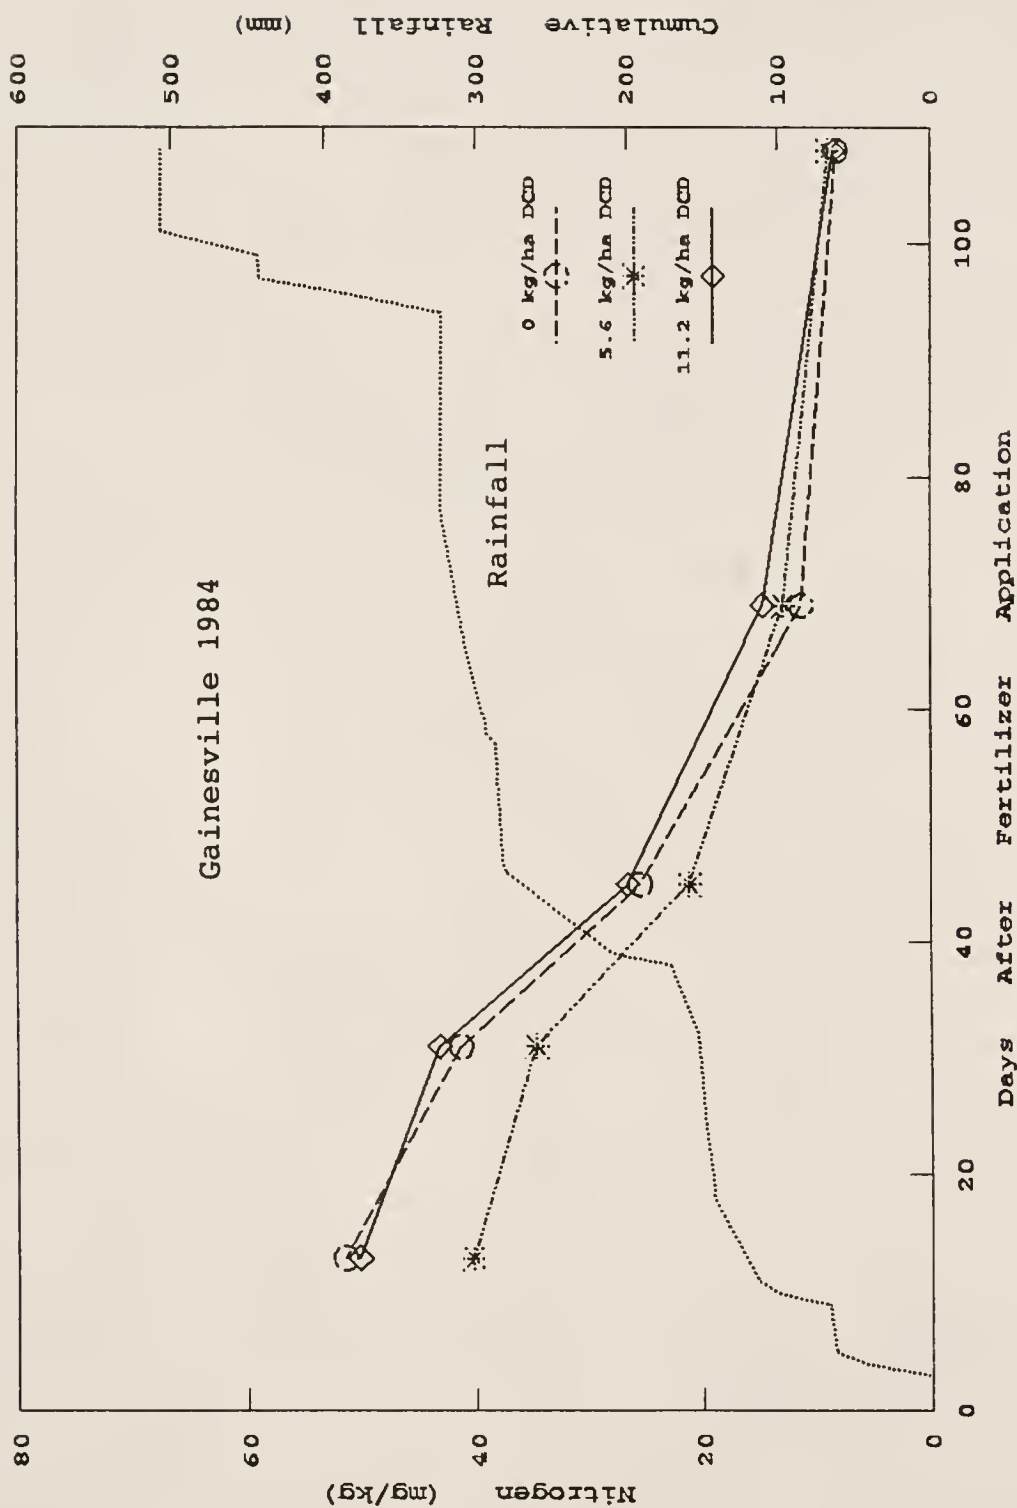 Gainesville 1984
Rainfall
0 kg/ha DCD
5.6 kg/ha DCD
11.2 kg/ha DCD
Nitrogen (mg/kg)
80
60
40
20
0
Cumulative Rainfall (mm)
600
500
400
300
200
100
0
0 20 40 60 80 100
Days After Fertilizer Application